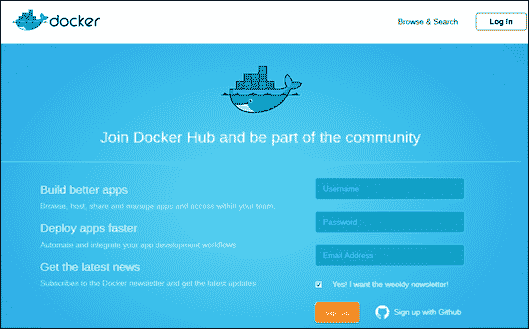 docker
Browse & Search
Log In
Join Docker Hub and be part of the community
Build better apps
Browse, host, share and manage apps and access within your team.
Deploy apps faster
Automate and integrate your app development workflows
Get the latest news
Subscribe to the Docker newsletter and get the latest updates
Username
Password
Email Address
Yes! I want the weekly newsletter!
Sign up with Github